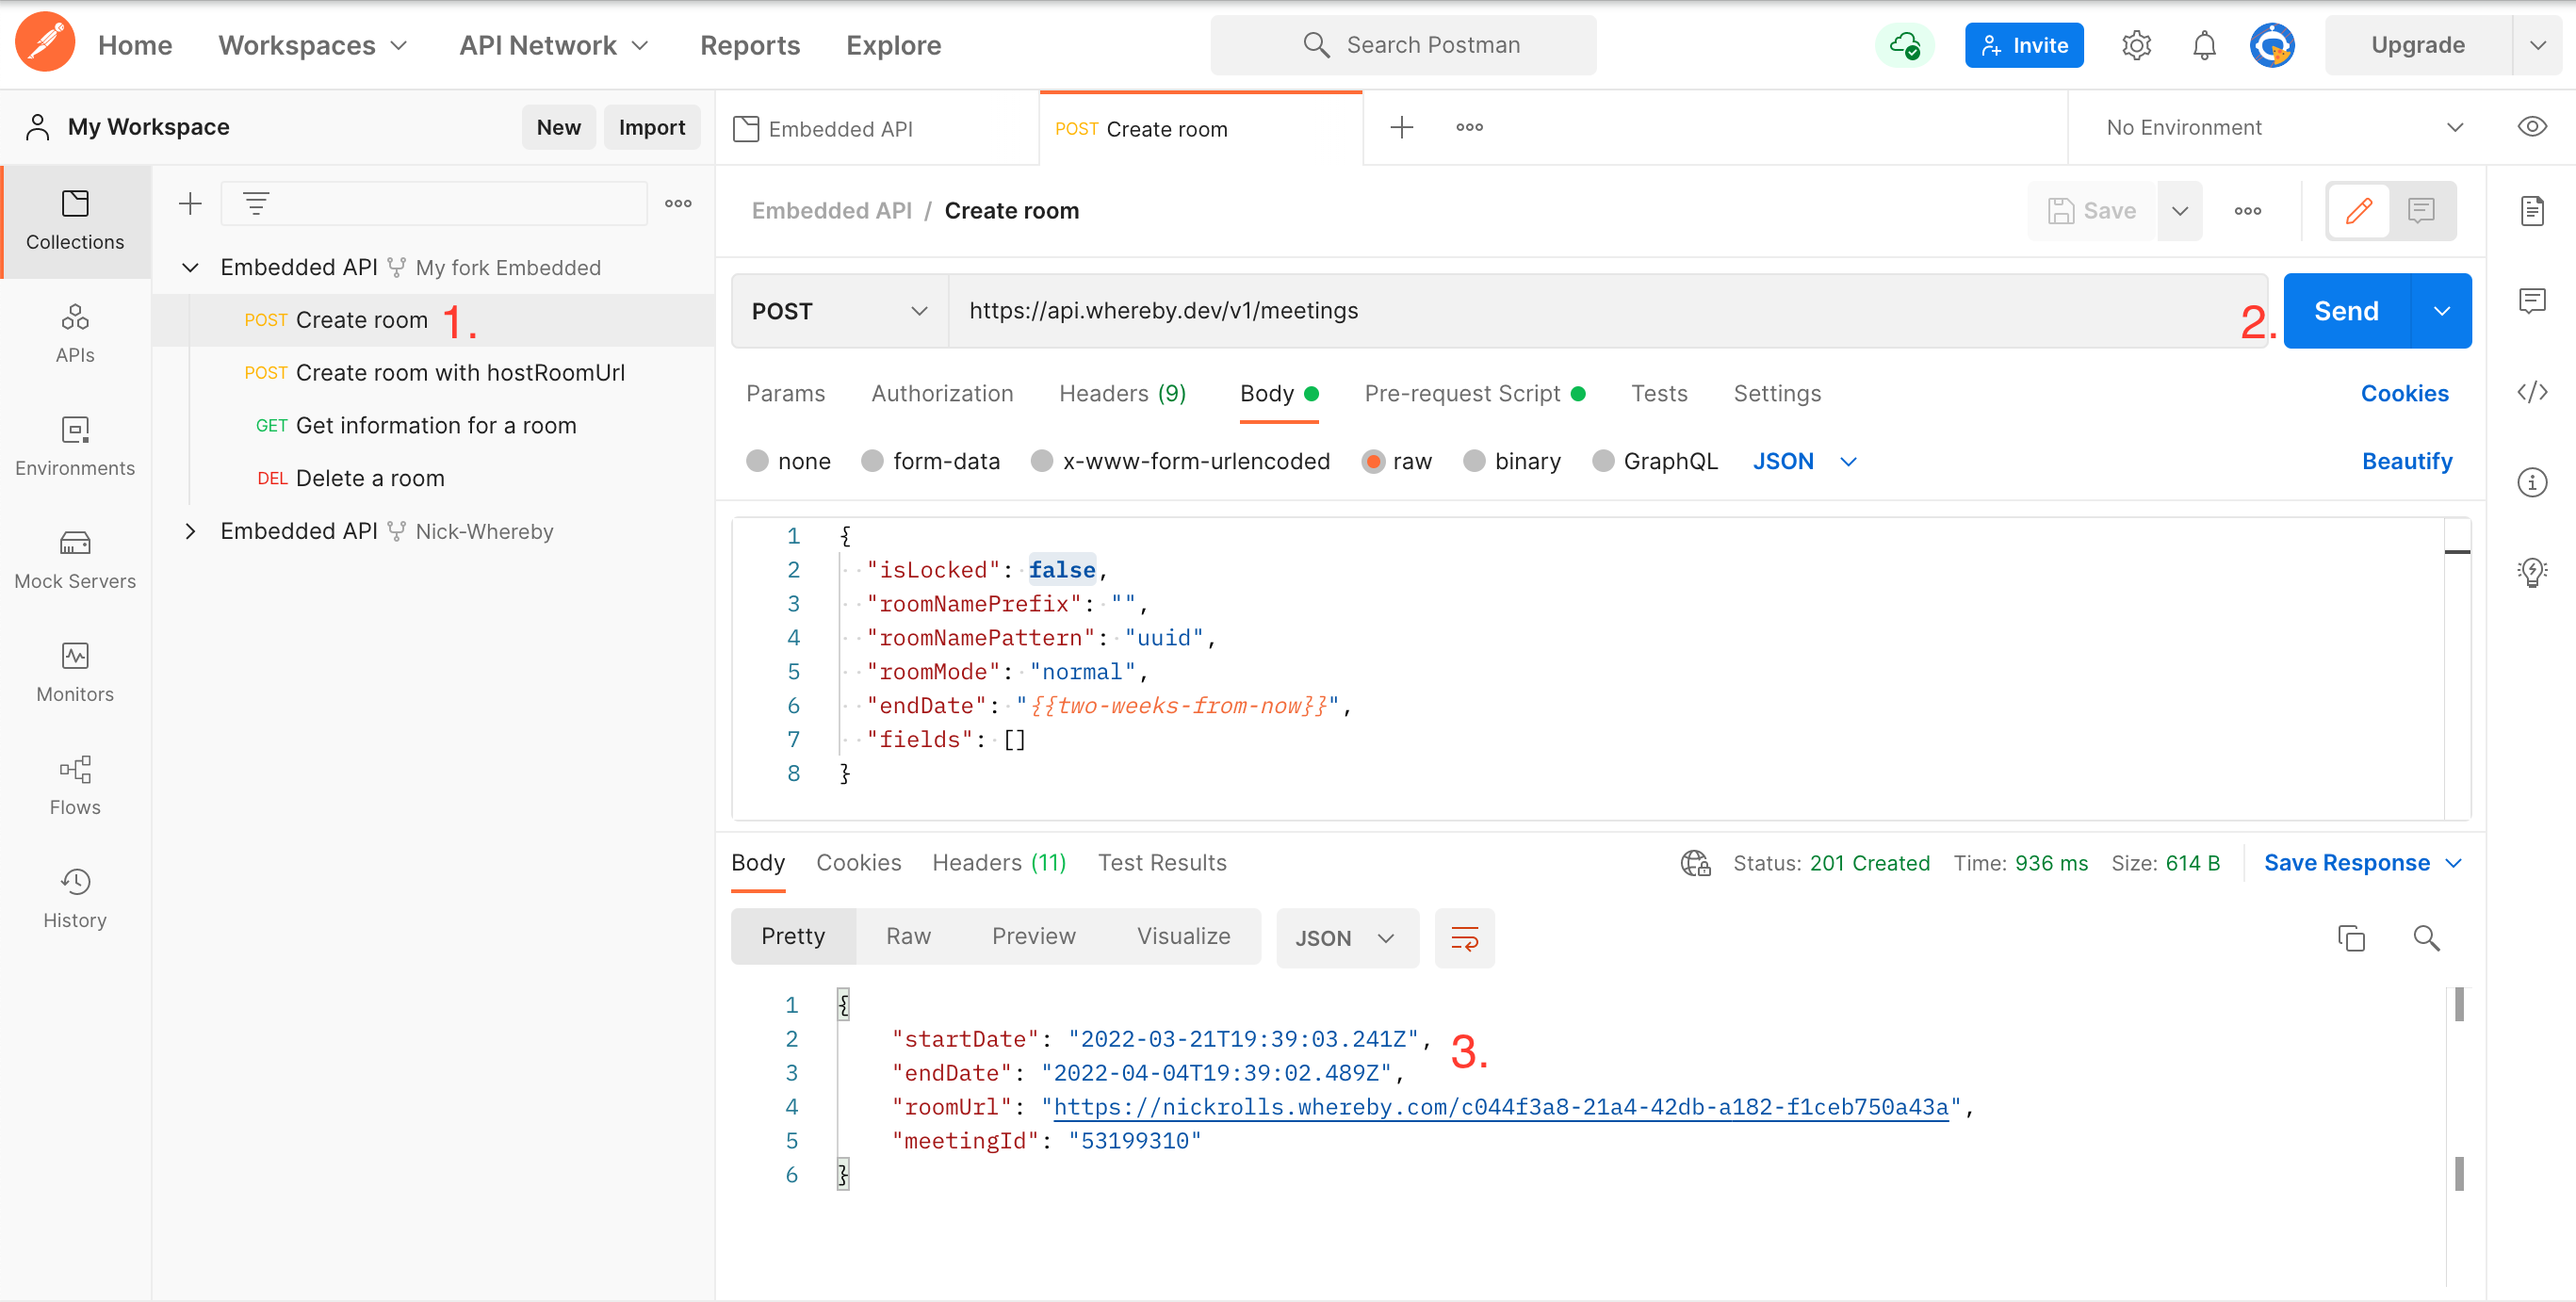 Home Workspaces API Network Reports Explore Search Postman Invite Upgrade
My Workspace New Import Embedded API POST Create room No Environment
Collections
APIs
Environments
Mock Servers
Monitors
Flows
History
Embedded API My fork Embedded
POST Create room 1.
POST Create room with hostRoomUrl
GET Get information for a room
DEL Delete a room
Embedded API Nick-Whereby
Embedded API / Create room Save
POST https://api.whereby.dev/v1/meetings 2. Send
Params Authorization Headers (9) Body Pre-request Script Tests Settings Cookies
none form-data x-www-form-urlencoded raw binary GraphQL JSON Beautify
1 {
2 "isLocked": false,
3 "roomNamePrefix": "",
4 "roomNamePattern": "uuid",
5 "roomMode": "normal",
6 "endDate": "{{two-weeks-from-now}}",
7 "fields": []
8 }
Body Cookies Headers (11) Test Results Status: 201 Created Time: 936 ms Size: 614 B Save Response
Pretty Raw Preview Visualize JSON
1 {
2 "startDate": "2022-03-21T19:39:03.241Z", 3.
3 "endDate": "2022-04-04T19:39:02.489Z",
4 "roomUrl": "https://nickrolls.whereby.com/c044f3a8-21a4-42db-a182-f1ceb750a43a",
5 "meetingId": "53199310"
6 }